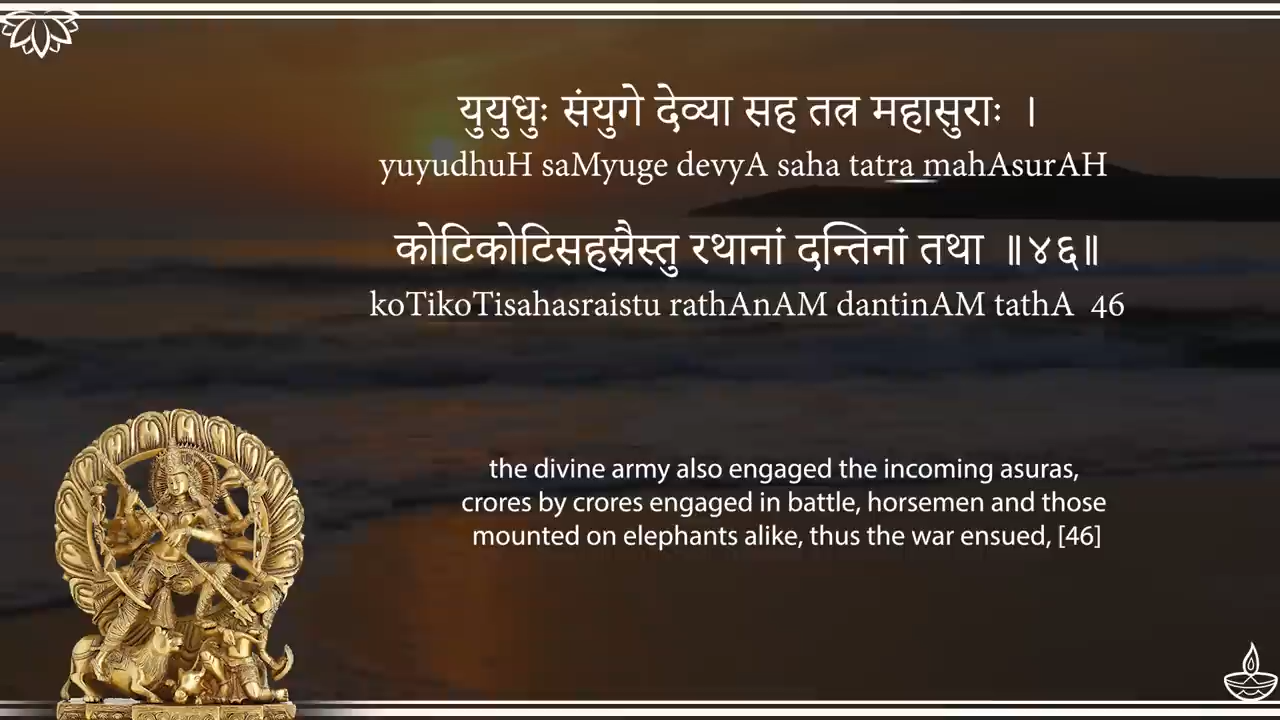 युयुधुः संयुगे देव्या सह तत्र महासुराः ।
yuyudhuH saMyuge devyA saha tatra mahAsurAH
कोटिकोटिसहस्रैस्तु रथानां दन्तिनां तथा ॥४६॥
koTikoTisahasraistu rathAnAM dantinAM tathA 46
the divine army also engaged the incoming asuras,
crores by crores engaged in battle, horsemen and those
mounted on elephants alike, thus the war ensued, [46]